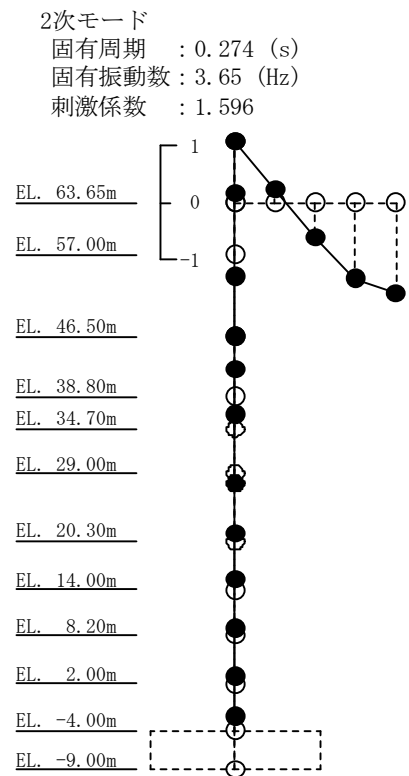 2次モード
固有周期 : 0.274 (s)
固有振動数 : 3.65 (Hz)
刺激係数 : 1.596
1
EL. 63.65m
0
EL. 57.00m
-1
EL. 46.50m
EL. 38.80m
EL. 34.70m
EL. 29.00m
EL. 20.30m
EL. 14.00m
EL. 8.20m
EL. 2.00m
EL. -4.00m
EL. -9.00m